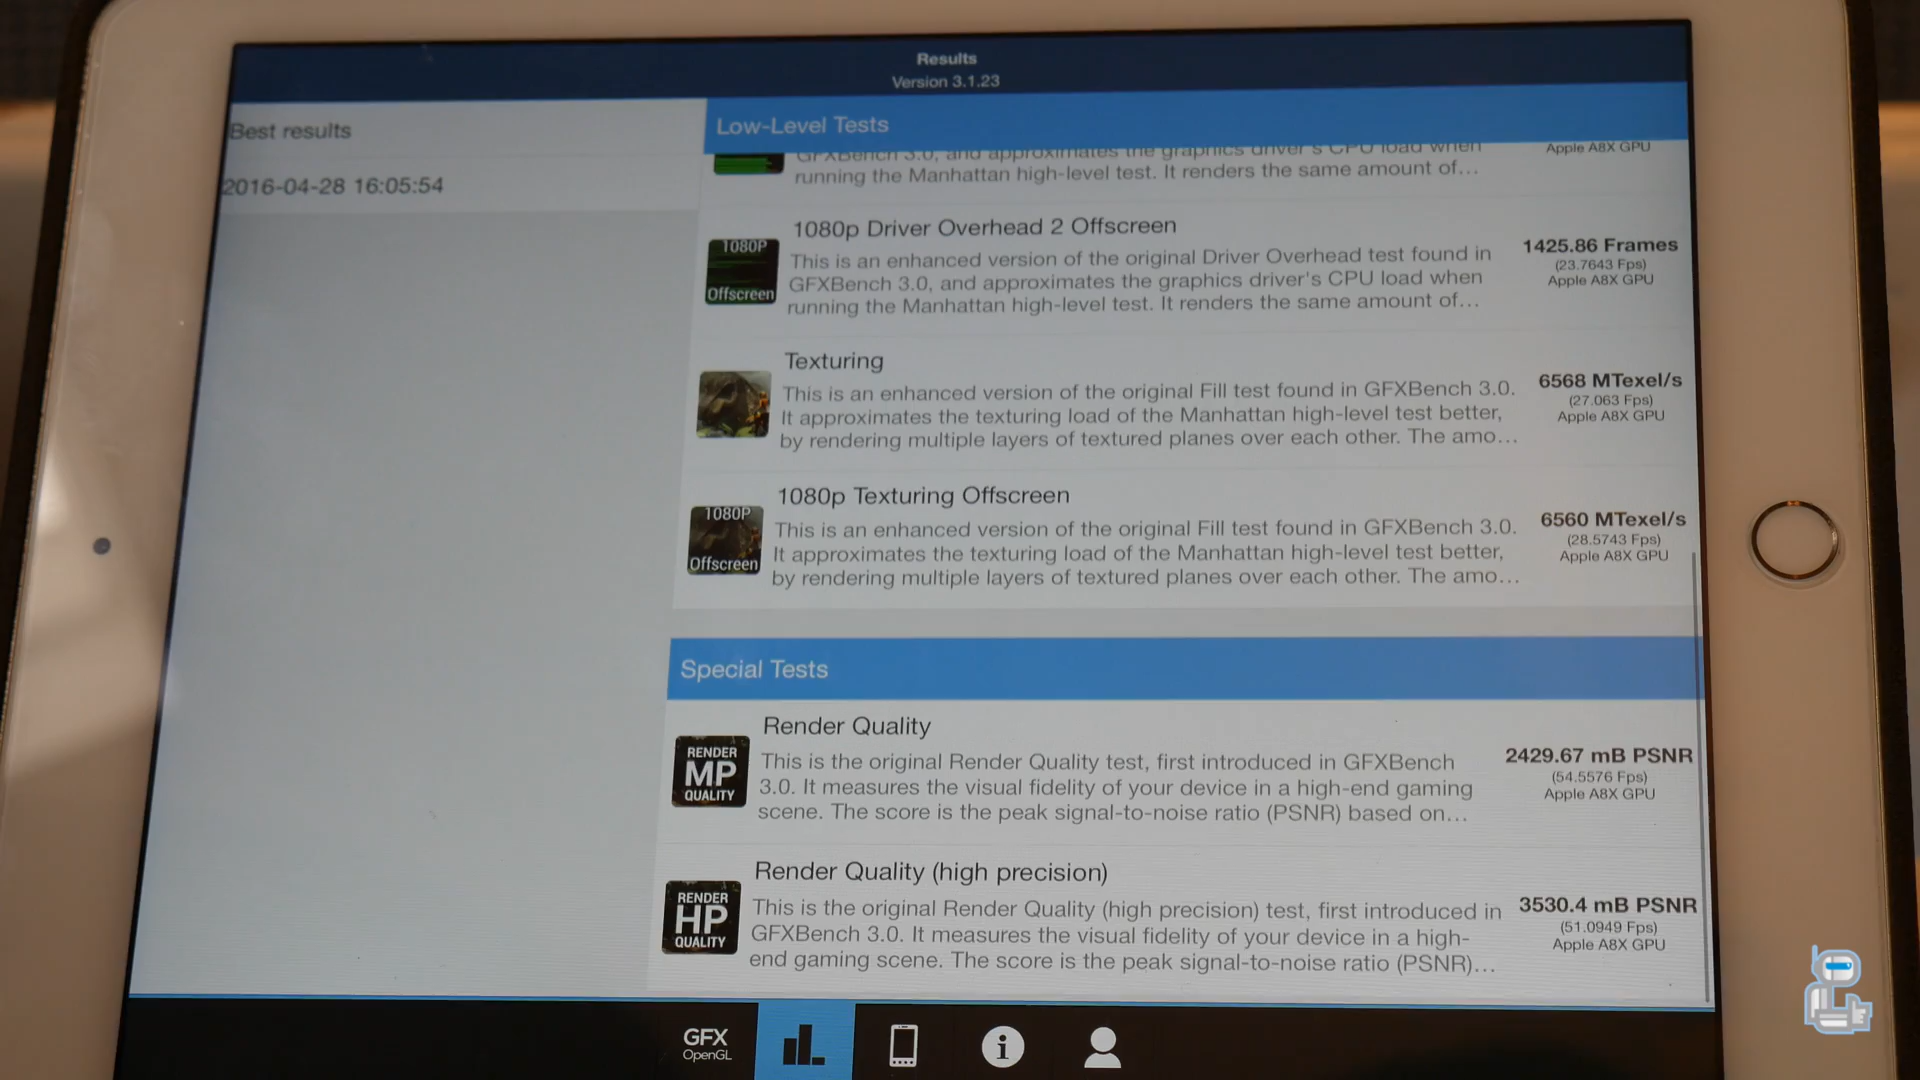 Results
Version 3.1.23
Best results
2016-04-28 16:05:54
Low-Level Tests
GFXBench 3.0, and approximates the graphics driver's CPU load when
running the Manhattan high-level test. It renders the same amount of...
Apple A8X GPU
1080p Driver Overhead 2 Offscreen
1080P
Offscreen
This is an enhanced version of the original Driver Overhead test found in
GFXBench 3.0, and approximates the graphics driver's CPU load when
running the Manhattan high-level test. It renders the same amount of...
1425.86 Frames
(23.7643 Fps)
Apple A8X GPU
Texturing
This is an enhanced version of the original Fill test found in GFXBench 3.0.
It approximates the texturing load of the Manhattan high-level test better,
by rendering multiple layers of textured planes over each other. The amo...
6568 MTexel/s
(27.063 Fps)
Apple A8X GPU
1080p Texturing Offscreen
1080P
Offscreen
This is an enhanced version of the original Fill test found in GFXBench 3.0.
It approximates the texturing load of the Manhattan high-level test better,
by rendering multiple layers of textured planes over each other. The amo...
6560 MTexel/s
(28.5743 Fps)
Apple A8X GPU
Special Tests
Render Quality
RENDER
MP
QUALITY
This is the original Render Quality test, first introduced in GFXBench
3.0. It measures the visual fidelity of your device in a high-end gaming
scene. The score is the peak signal-to-noise ratio (PSNR) based on...
2429.67 mB PSNR
(54.5576 Fps)
Apple A8X GPU
Render Quality (high precision)
RENDER
HP
QUALITY
This is the original Render Quality (high precision) test, first introduced in
GFXBench 3.0. It measures the visual fidelity of your device in a high-
end gaming scene. The score is the peak signal-to-noise ratio (PSNR)...
3530.4 mB PSNR
(51.0949 Fps)
Apple A8X GPU
GFX
OpenGL